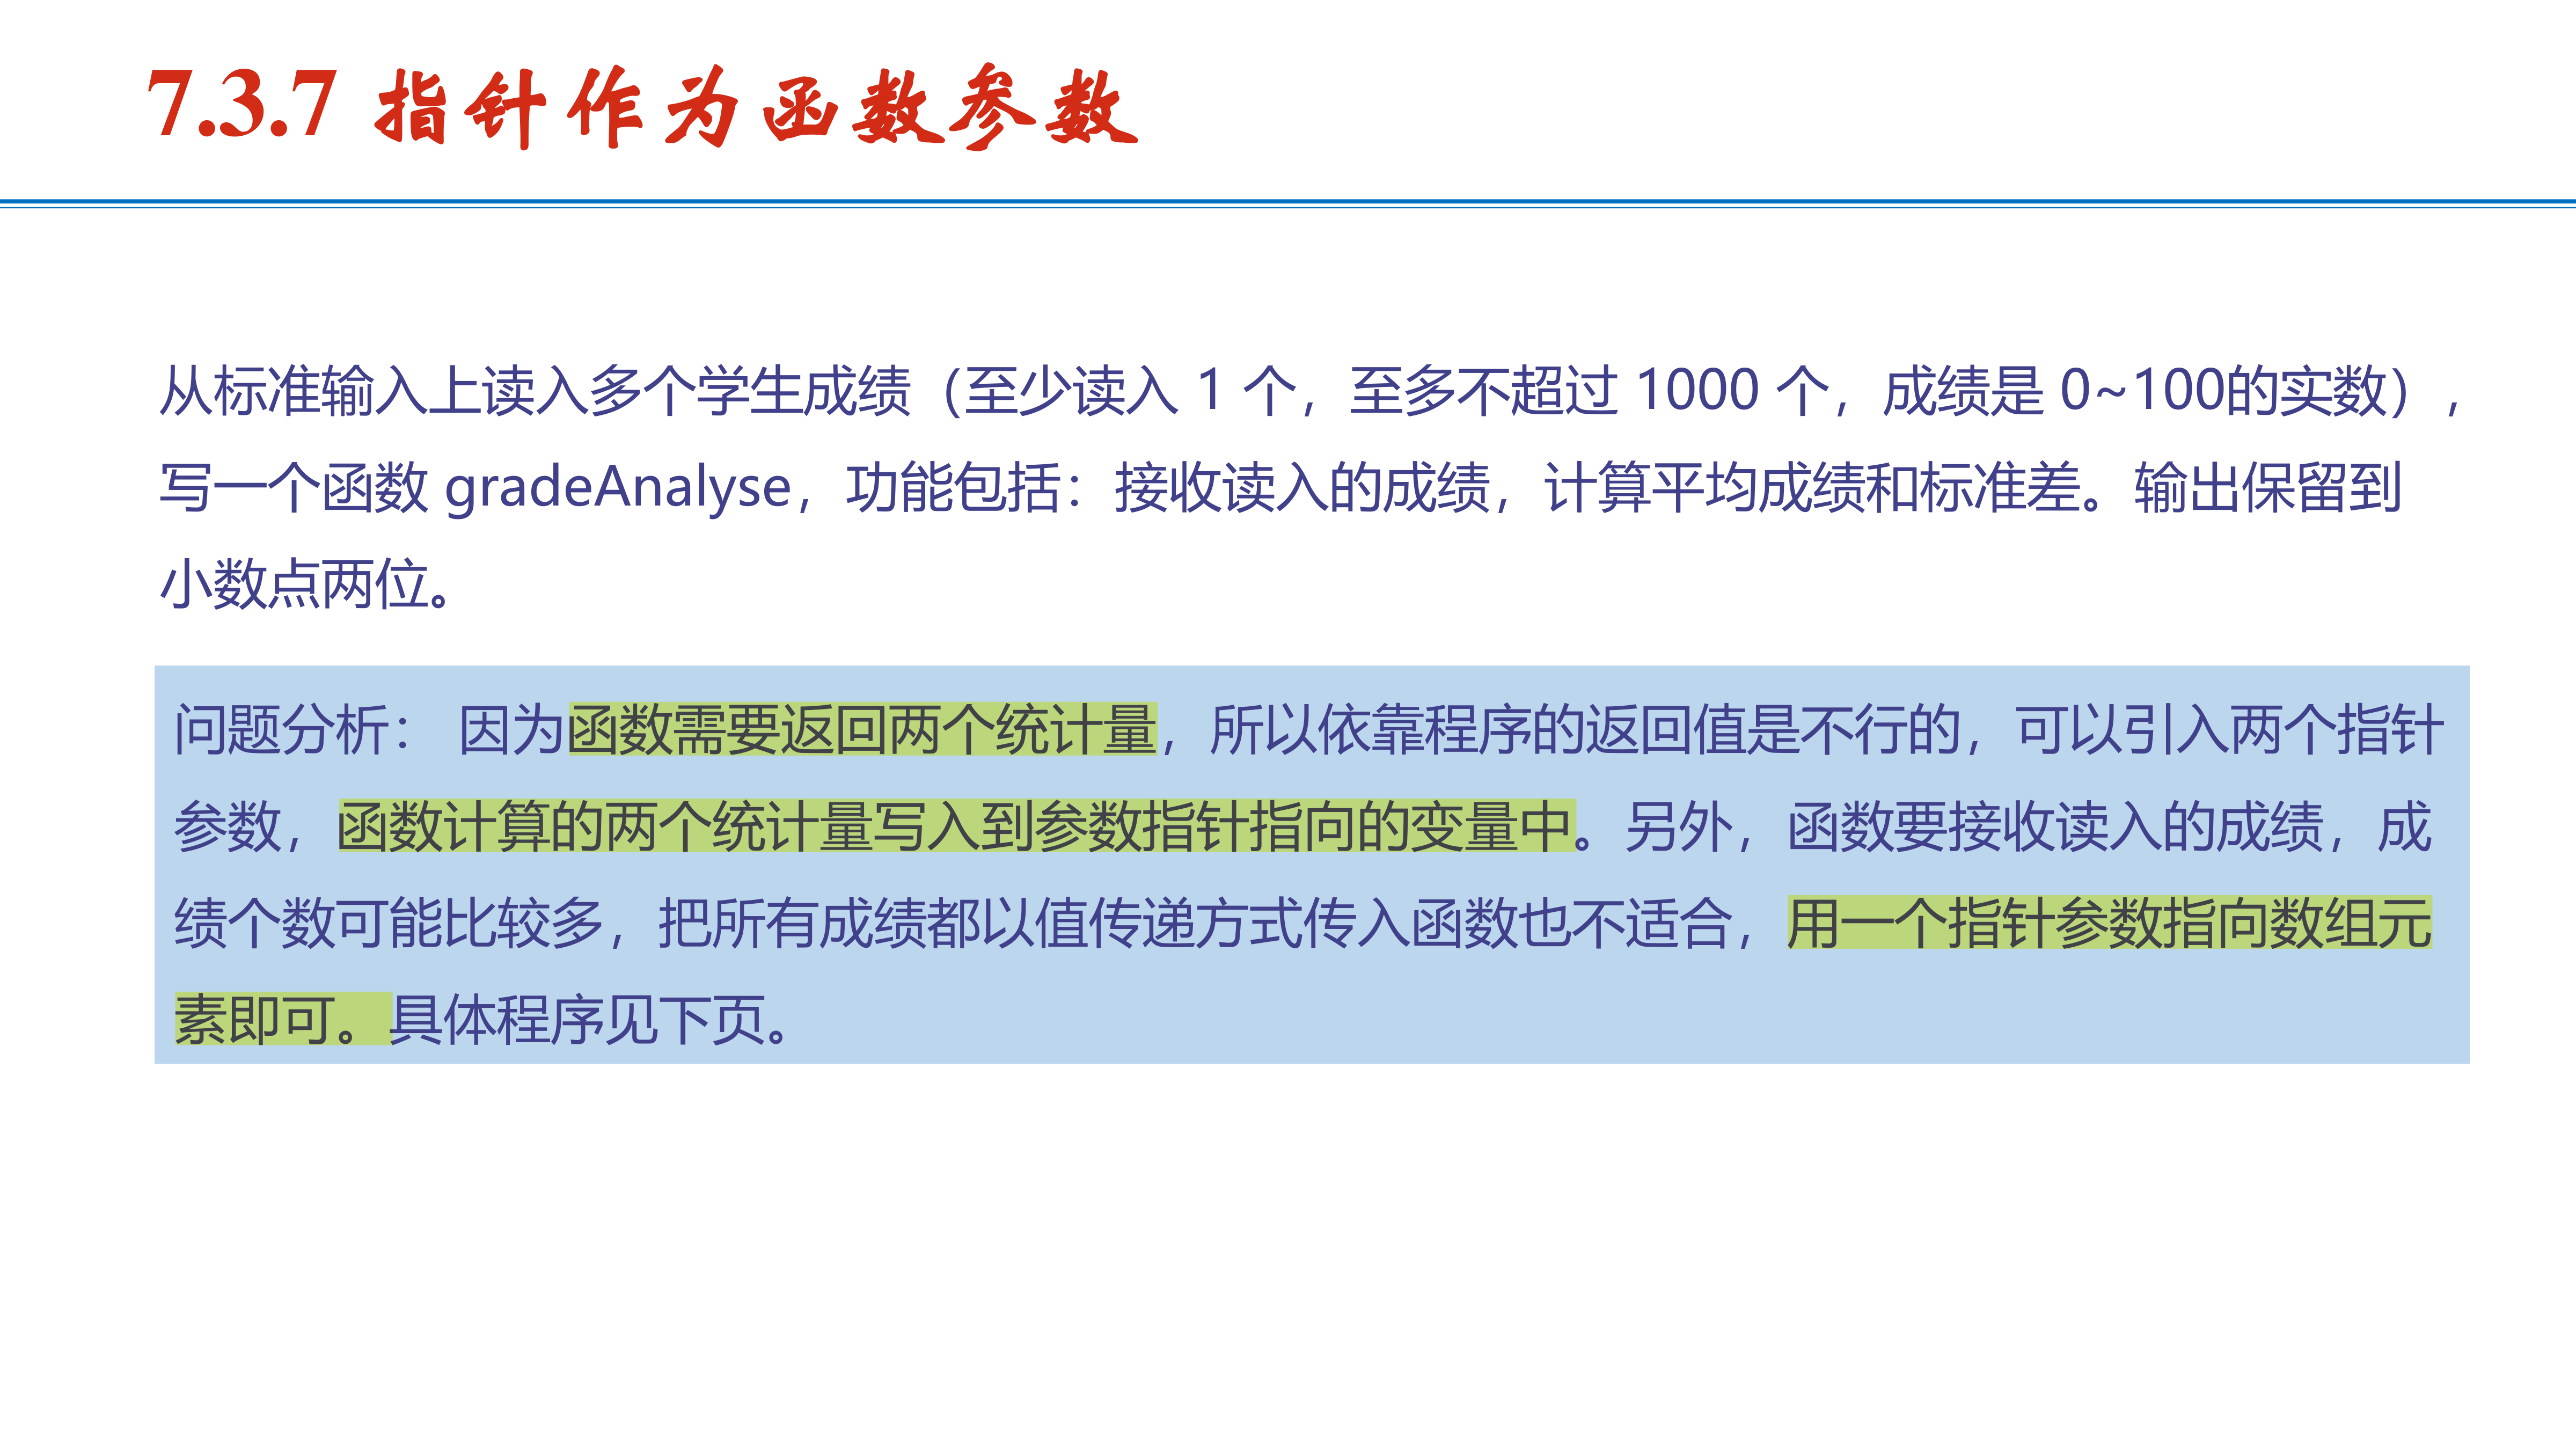 7.3.7 指针作为函数参数
从标准输入上读入多个学生成绩（至少读入 1 个，至多不超过 1000 个，成绩是 0~100的实数），
写一个函数 gradeAnalyse，功能包括：接收读入的成绩，计算平均成绩和标准差。输出保留到
小数点两位。
问题分析： 因为函数需要返回两个统计量，所以依靠程序的返回值是不行的，可以引入两个指针
参数，函数计算的两个统计量写入到参数指针指向的变量中。另外，函数要接收读入的成绩，成
绩个数可能比较多，把所有成绩都以值传递方式传入函数也不适合，用一个指针参数指向数组元
素即可。具体程序见下页。